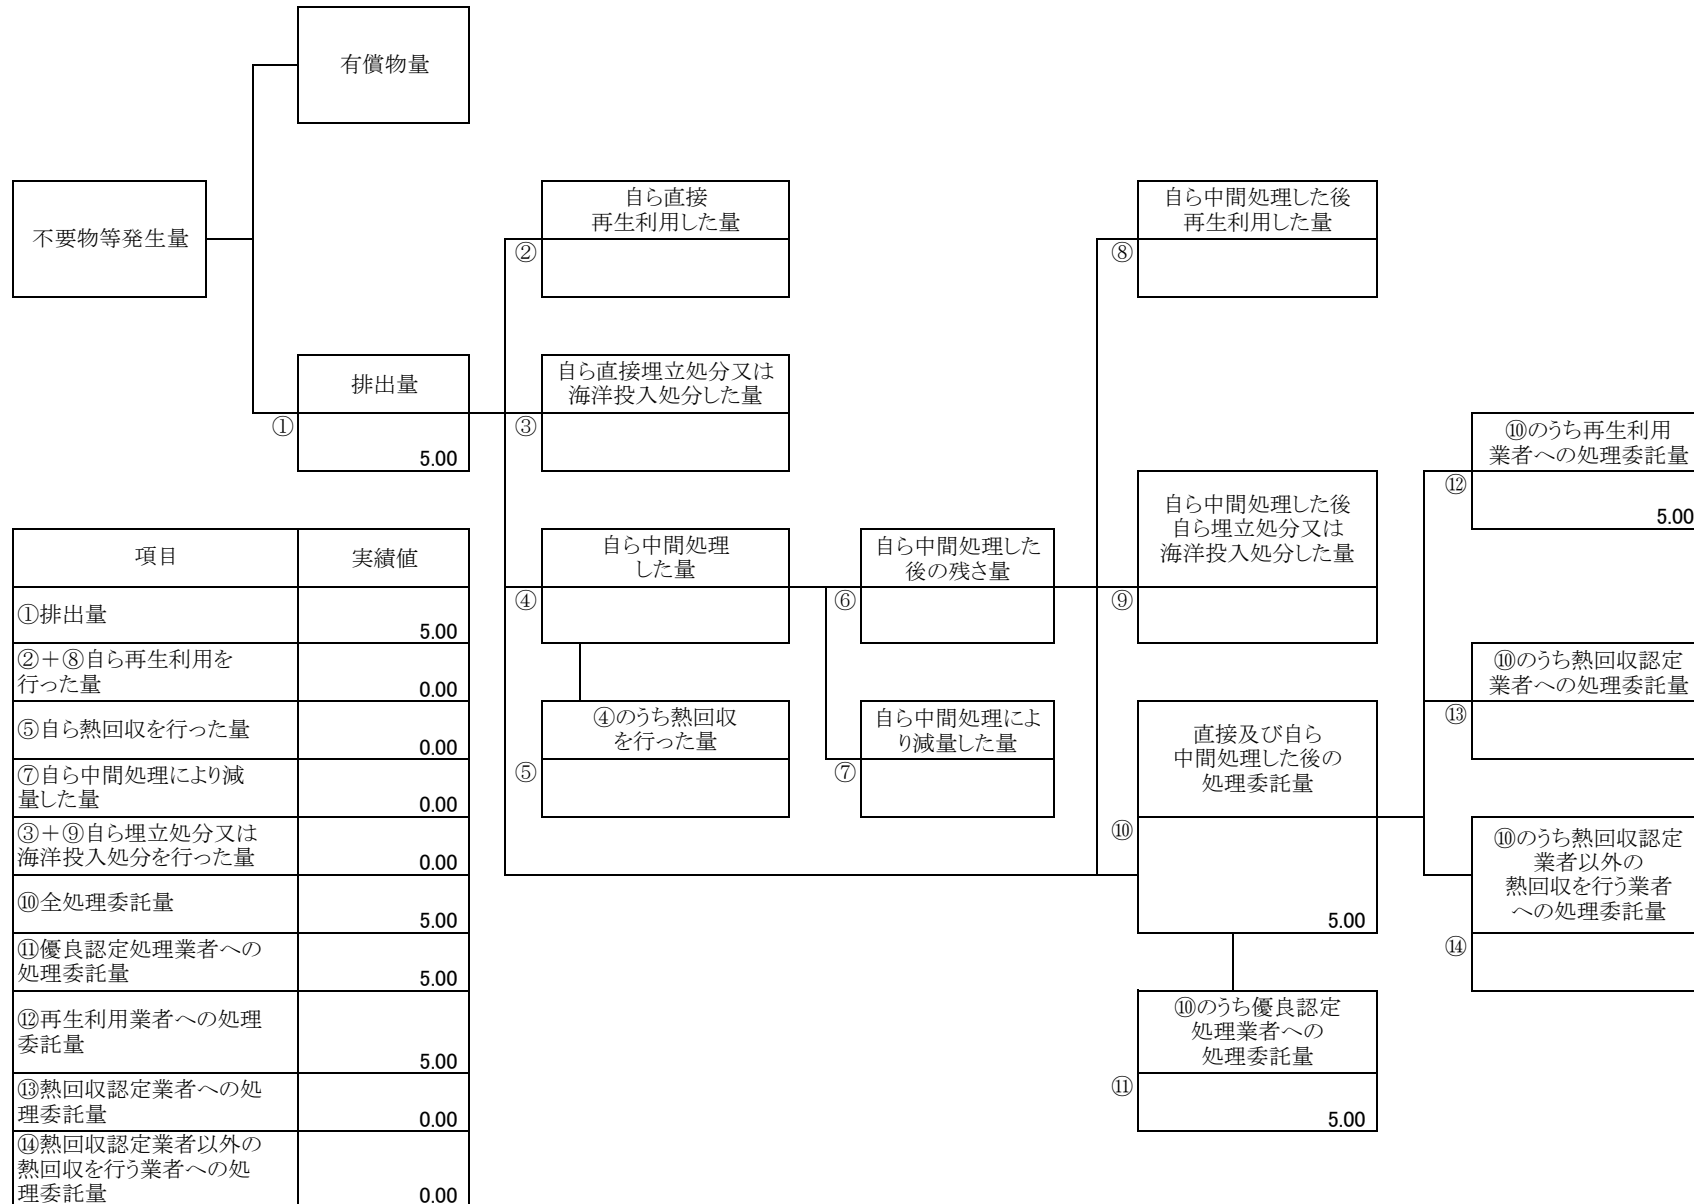 有償物量
不要物等発生量
自ら直接
再生利用した量
②
自ら中間処理した後
再生利用した量
⑧
排出量
①
5.00
自ら直接埋立処分又は
海洋投入処分した量
③
⑩のうち再生利用
業者への処理委託量
⑫
5.00
自ら中間処理
した量
④
自ら中間処理した
後の残さ量
⑥
自ら中間処理した後
自ら埋立処分又は
海洋投入処分した量
⑨
⑩のうち熱回収認定
業者への処理委託量
⑬
④のうち熱回収
を行った量
⑤
自ら中間処理によ
り減量した量
⑦
直接及び自ら
中間処理した後の
処理委託量
⑩
5.00
⑩のうち熱回収認定
業者以外の
熱回収を行う業者
への処理委託量
⑭
⑩のうち優良認定
処理業者への
処理委託量
⑪
5.00
項目 実績値
①排出量
5.00
②+⑧自ら再生利用を
行った量
0.00
⑤自ら熱回収を行った量
0.00
⑦自ら中間処理により減
量した量
0.00
③+⑨自ら埋立処分又は
海洋投入処分を行った量
0.00
⑩全処理委託量
5.00
⑪優良認定処理業者への
処理委託量
5.00
⑫再生利用業者への処理
委託量
5.00
⑬熱回収認定業者への処
理委託量
0.00
⑭熱回収認定業者以外の
熱回収を行う業者への処
理委託量
0.00